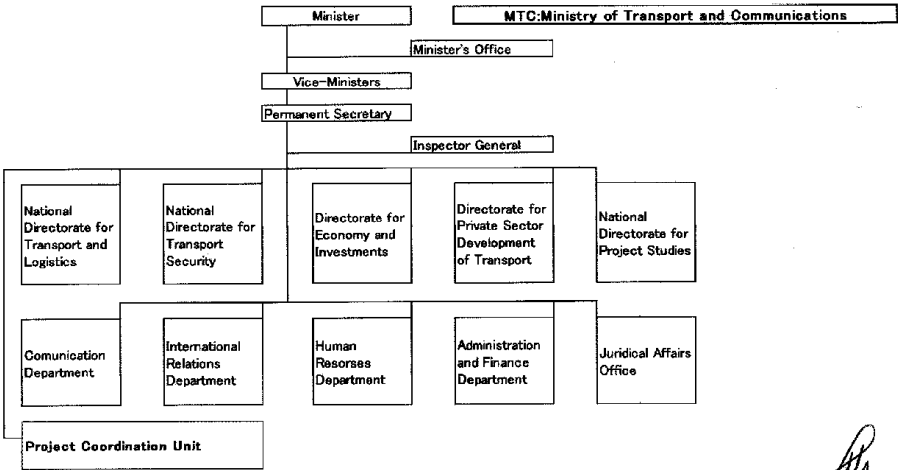 Minister
MTC:Ministry of Transport and Communications
Minister's Office
Vice-Ministers
Permanent Secretary
Inspector General
National
Directorate for
Transport and
Logistics
National
Directorate for
Transport
Security
Directorate for
Economy and
Investments
Directorate for
Private Sector
Development
of Transport
National
Directorate for
Project Studies
Comunication
Department
International
Relations
Department
Human
Resorses
Department
Administration
and Finance
Department
Juridical Affairs
Office
Project Coordination Unit